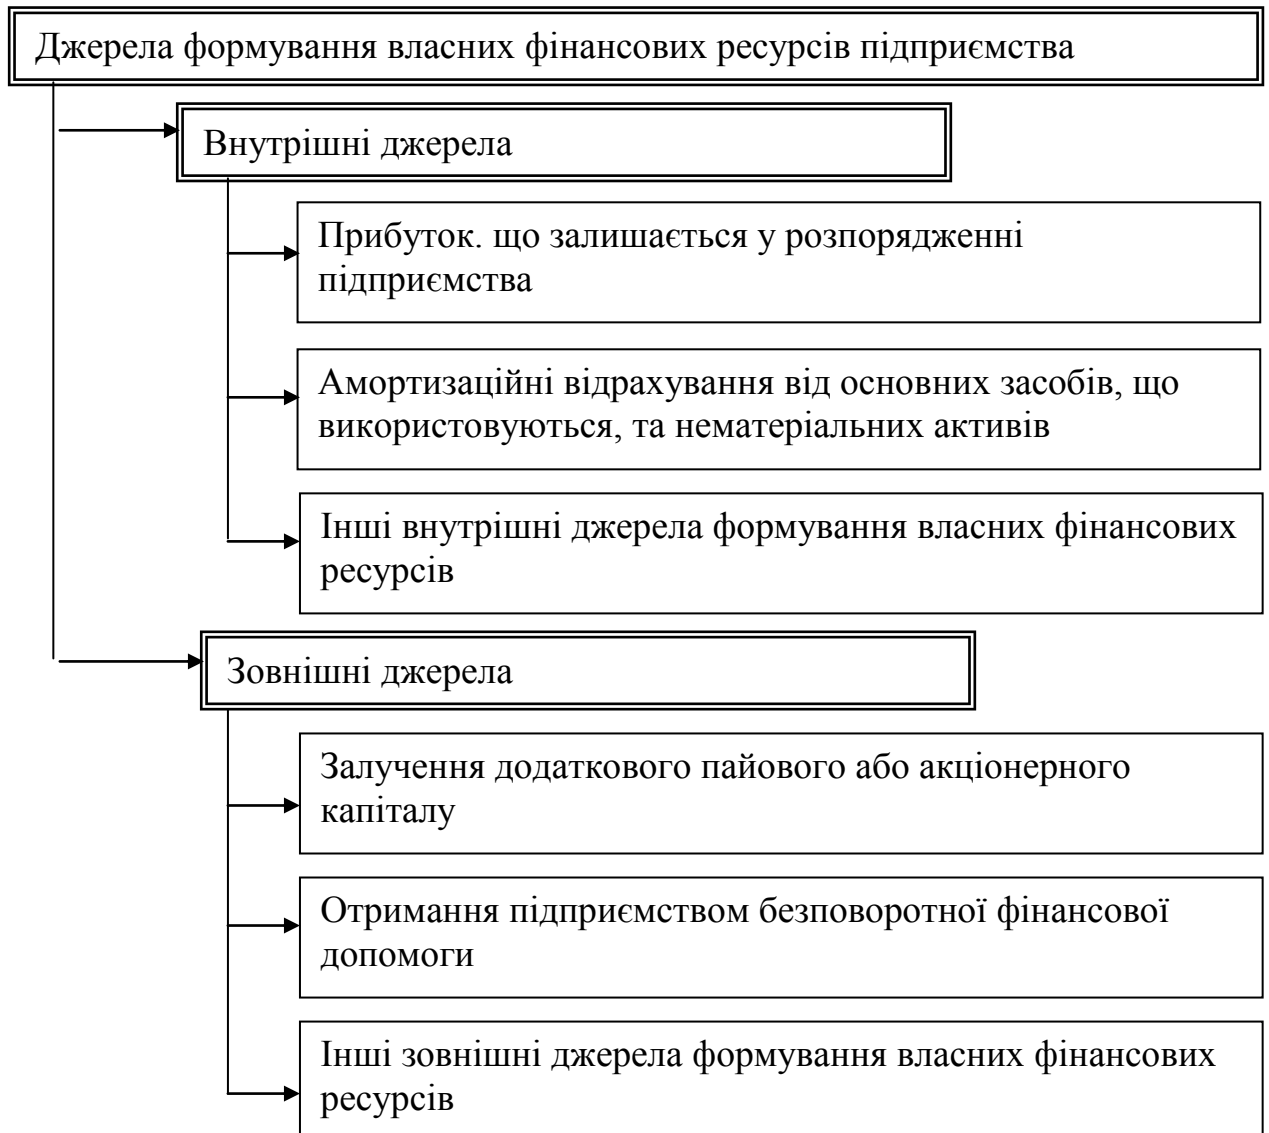 Джерела формування власних фінансових ресурсів підприємства
Внутрішні джерела
Прибуток. що залишається у розпорядженні
підприємства
Амортизаційні відрахування від основних засобів, що
використовуються, та нематеріальних активів
Інші внутрішні джерела формування власних фінансових
ресурсів
Зовнішні джерела
Залучення додаткового пайового або акціонерного
капіталу
Отримання підприємством безповоротної фінансової
допомоги
Інші зовнішні джерела формування власних фінансових
ресурсів